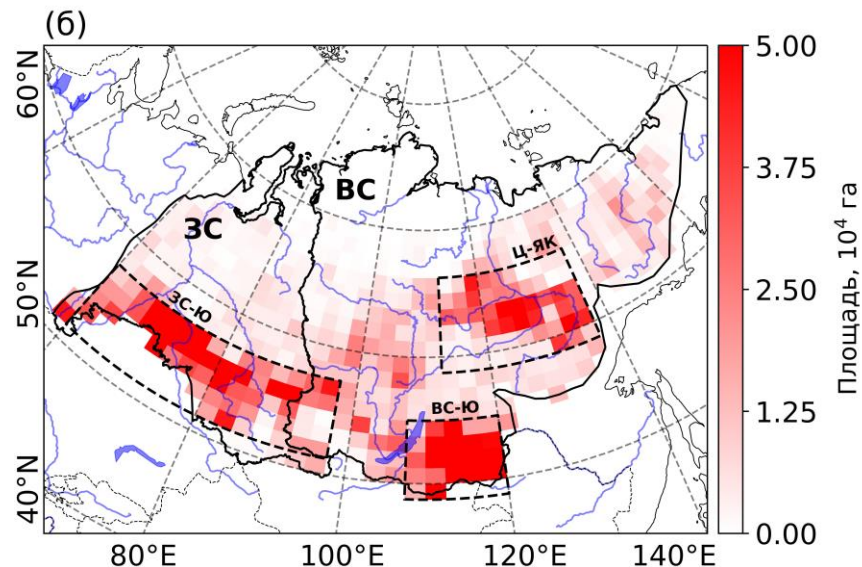 (б)
60°N
50°N
40°N
80°E
100°E
120°E
140°E
ЗС
ВС
ЗС-Ю
ВС-Ю
Ц-ЯК
5.00
3.75
2.50
1.25
0.00
Площадь, 10⁴ га